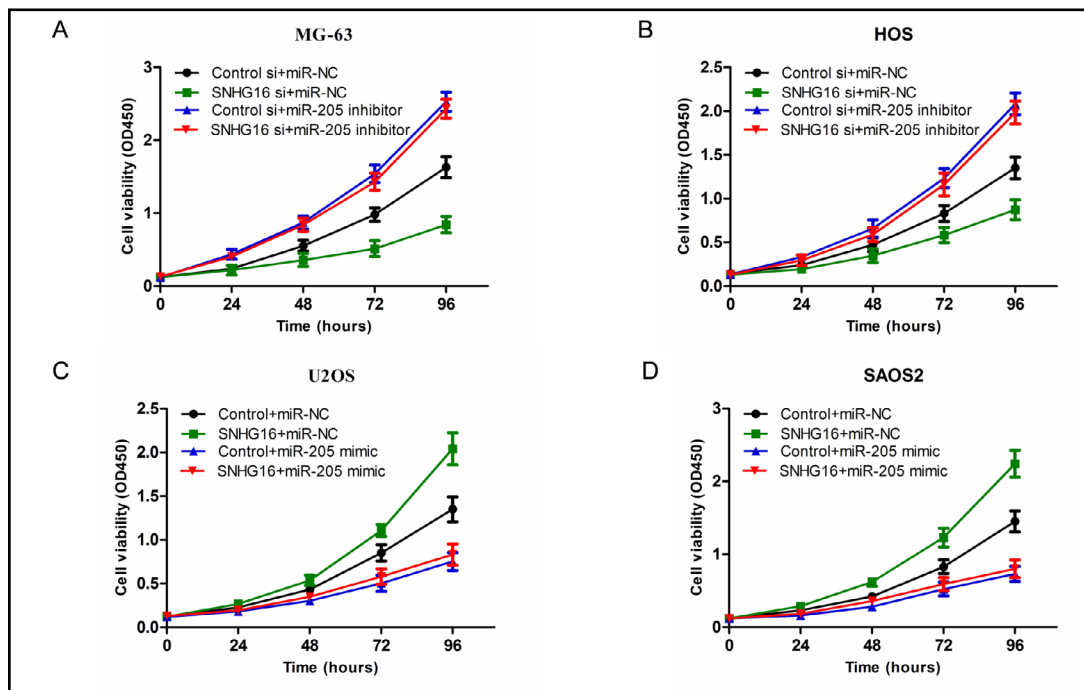 A
MG-63
3
2
1
0
Cell viability (OD450)
Control si+miR-NC
SNHG16 si+miR-NC
Control si+miR-205 inhibitor
SNHG16 si+miR-205 inhibitor
0 24 48 72 96
Time (hours)
B
HOS
2.5
2.0
1.5
1.0
0.5
0.0
Cell viability (OD450)
Control si+miR-NC
SNHG16 si+miR-NC
Control si+miR-205 inhibitor
SNHG16 si+miR-205 inhibitor
0 24 48 72 96
Time (hours)
C
U2OS
2.5
2.0
1.5
1.0
0.5
0.0
Cell viability (OD450)
Control+miR-NC
SNHG16+miR-NC
Control+miR-205 mimic
SNHG16+miR-205 mimic
0 24 48 72 96
Time (hours)
D
SAOS2
3
2
1
0
Cell viability (OD450)
Control+miR-NC
SNHG16+miR-NC
Control+miR-205 mimic
SNHG16+miR-205 mimic
0 24 48 72 96
Time (hours)